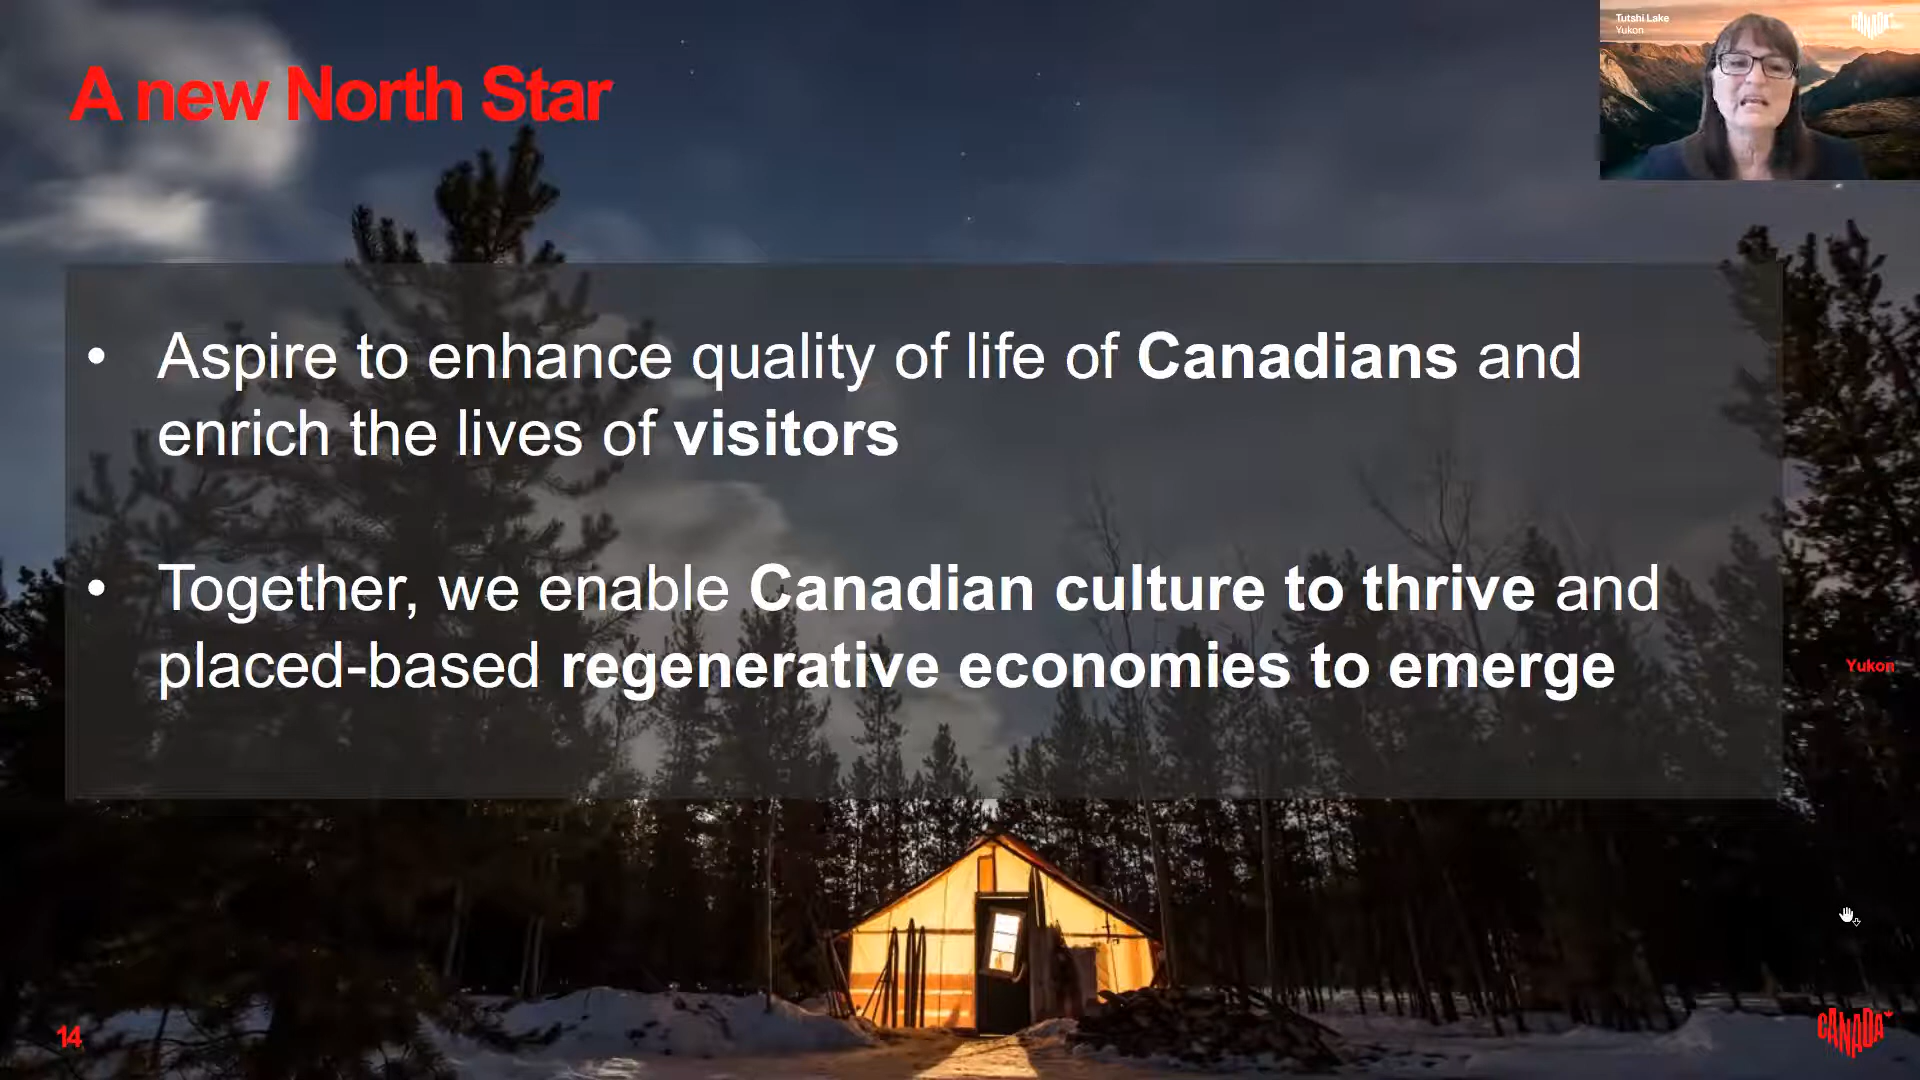 A new North Star
Tutshi Lake
Yukon
CANADA
• Aspire to enhance quality of life of Canadians and
enrich the lives of visitors
• Together, we enable Canadian culture to thrive and
placed-based regenerative economies to emerge
Yukon
14
CANADA